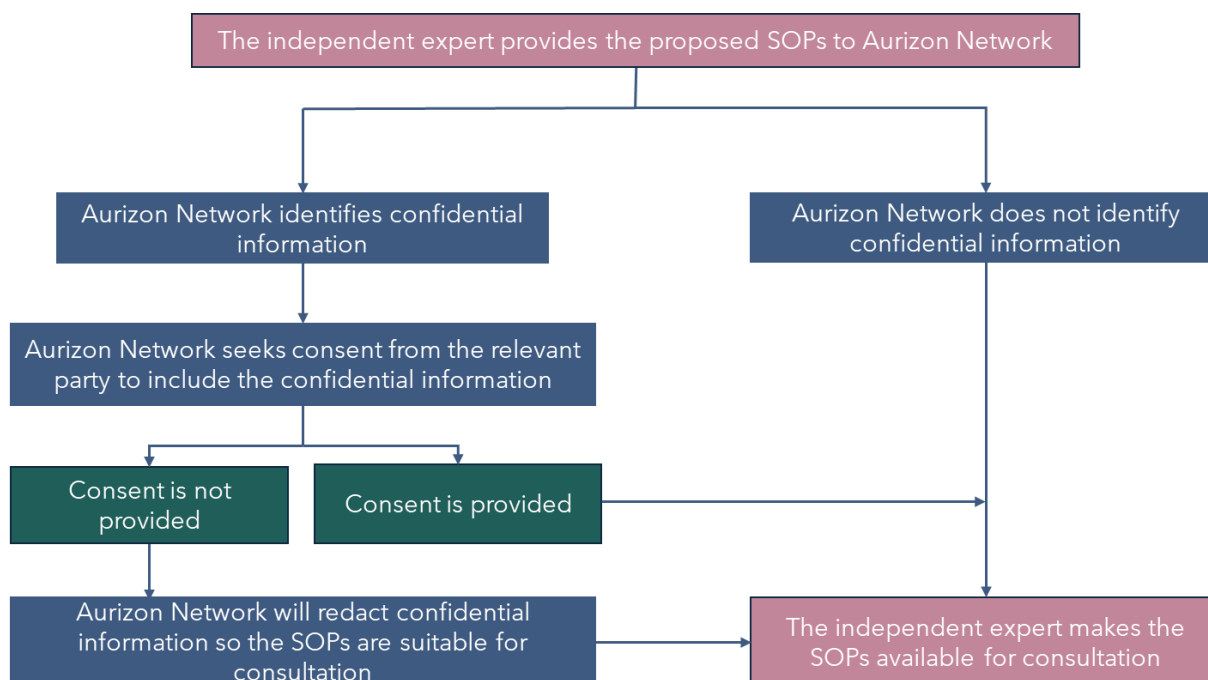 The independent expert provides the proposed SOPs to Aurizon Network
Aurizon Network identifies confidential
information
Aurizon Network does not identify
confidential information
Aurizon Network seeks consent from the relevant
party to include the confidential information
Consent is not
provided
Consent is provided
Aurizon Network will redact confidential
information so the SOPs are suitable for
consultation
The independent expert makes the
SOPs available for consultation